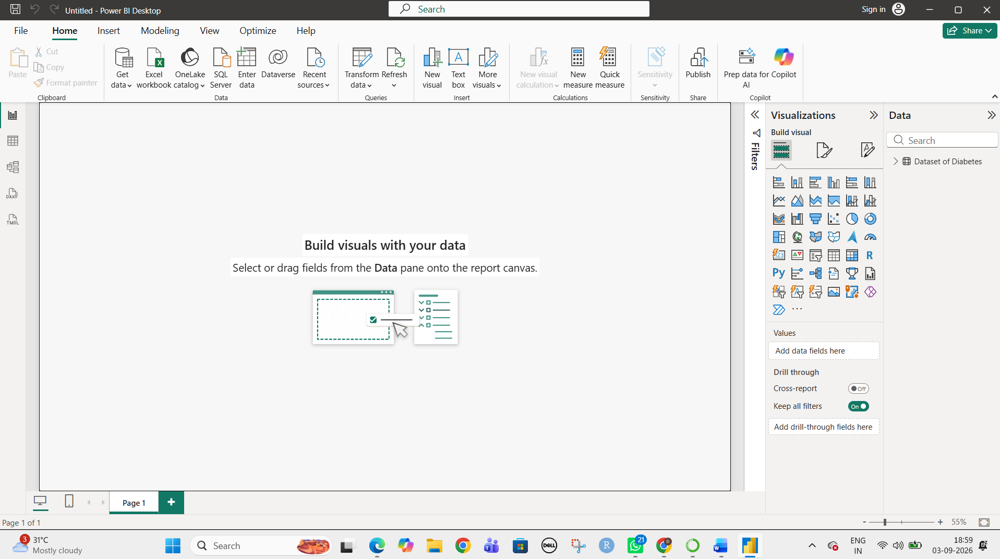 Untitled - Power BI Desktop
Search
Sign in
File
Home
Insert
Modeling
View
Optimize
Help
Share
Paste
Cut
Copy
Format painter
Clipboard
Get data
Excel workbook
OneLake catalog
SQL Server
Enter data
Dataverse
Recent sources
Data
Transform data
Refresh
Queries
New visual
Text box
More visuals
Insert
New visual calculation
New measure
Quick measure
Calculations
Sensitivity
Sensitivity
Publish
Share
Prep data for AI
Copilot
Copilot
DAX
TMDL
Build visuals with your data
Select or drag fields from the Data pane onto the report canvas.
Filters
Visualizations
Build visual
123
R
Py
Values
Add data fields here
Drill through
Cross-report
Off
Keep all filters
On
Add drill-through fields here
Data
Search
Dataset of Diabetes
Page 1
Page 1 of 1
- + 55%
3
31°C
Mostly cloudy
Search
DELL
R
21
D
W
ENG
IN
18:59
03-09-2026